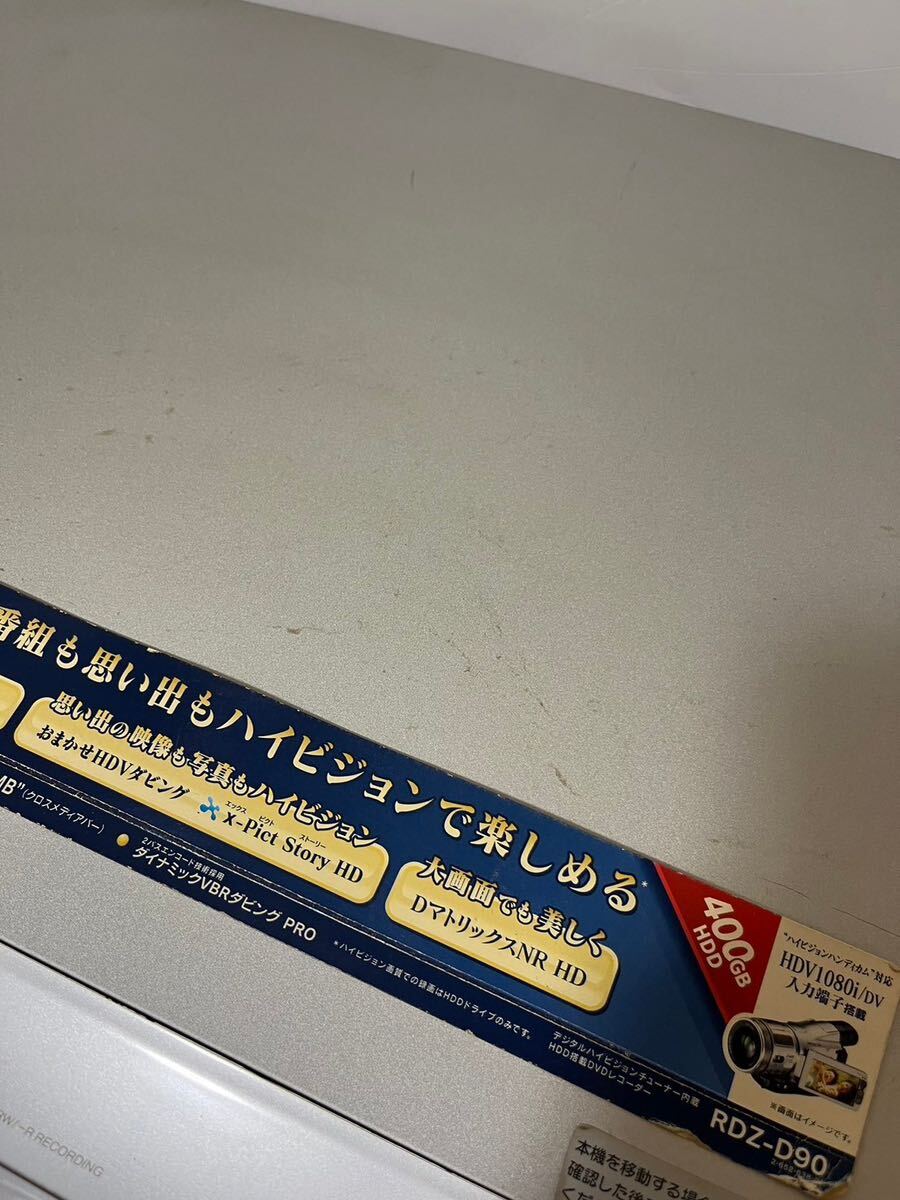 番組も思い出もハイビジョンで楽しめる*
思い出の映像も写真もハイビジョン
おまかせHDVダビング
エックス ピクト ストーリー
x-Pict Story HD
大画面でも美しく
DマトリックスNR HD
400GB
HDD
"ハイビジョンハンディカム"対応
HDV1080i/DV
入力端子搭載
※画面はイメージです。
MB"(クロスメディアバー)
2パスエンコード技術採用
ダイナミックVBRダビング PRO
*ハイビジョン画質での録画はHDDドライブのみです。
デジタルハイビジョンチューナー内蔵
HDD搭載DVDレコーダー
RDZ-D90
RW/-R RECORDING
本機を移動する場
確認した後